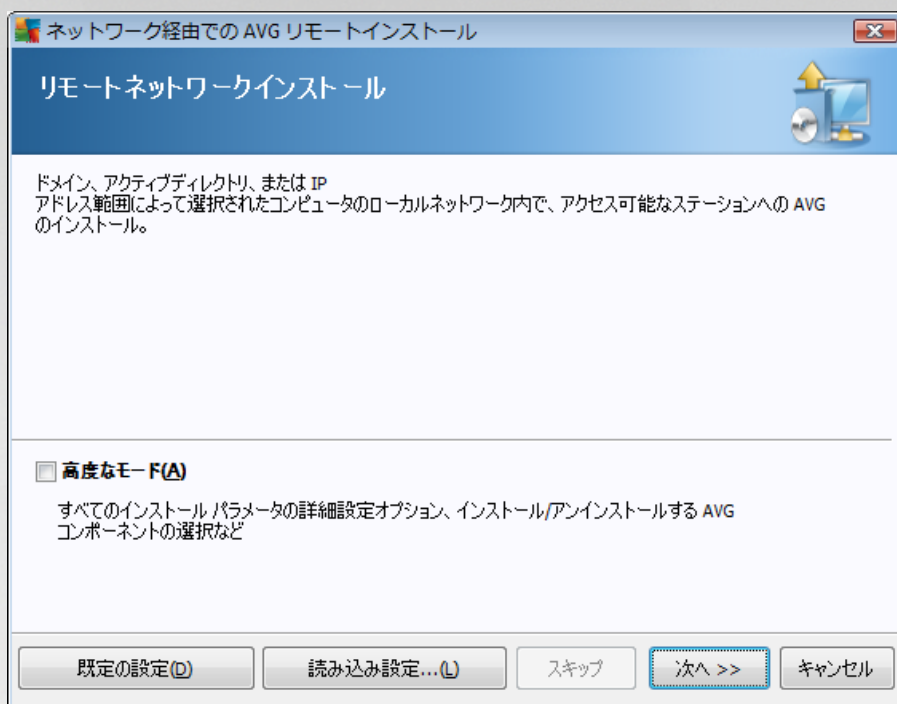 ネットワーク経由での AVG リモートインストール
リモートネットワークインストール
ドメイン、アクティブディレクトリ、または IP
アドレス範囲によって選択されたコンピュータのローカルネットワーク内で、アクセス可能なステーションへの AVG
のインストール。
高度なモード(A)
すべてのインストール パラメータの詳細設定オプション、インストール/アンインストールする AVG
コンポーネントの選択など
既定の設定(D)
読み込み設定...(L)
スキップ
次へ >>
キャンセル